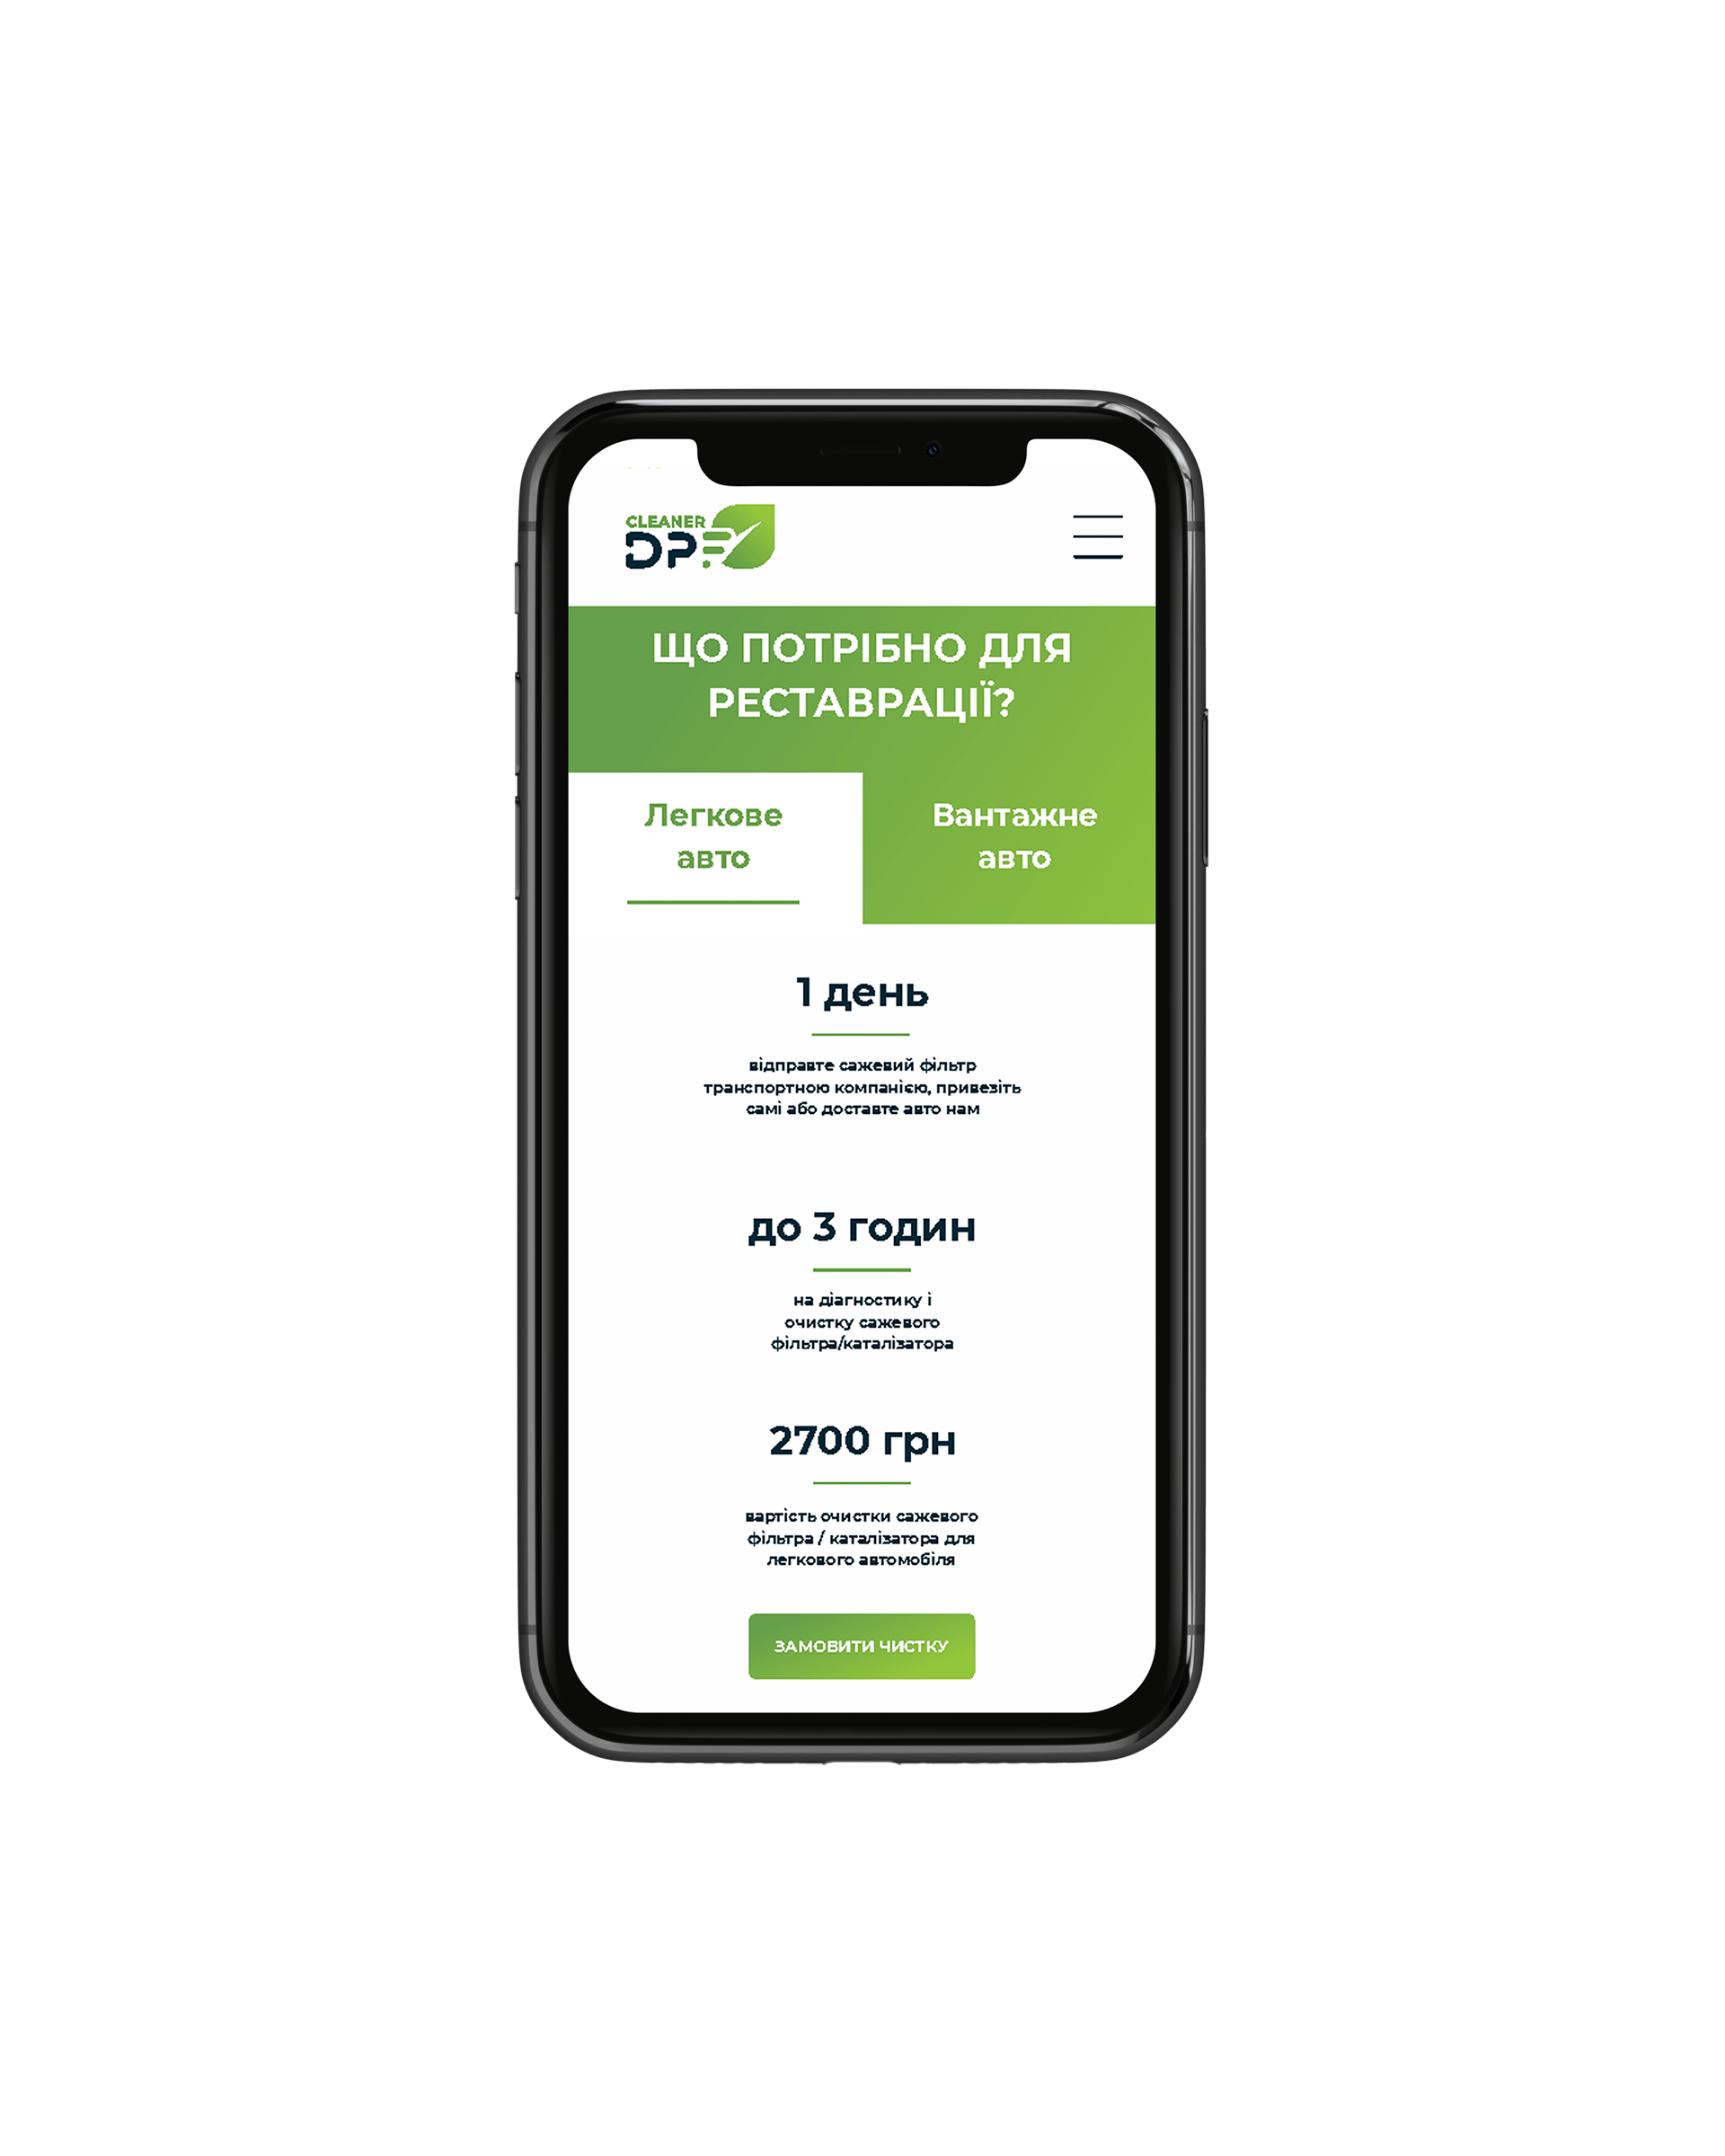 CLEANER
DPF
ЩО ПОТРІБНО ДЛЯ
РЕСТАВРАЦІЇ?
Легкове
авто
Вантажне
авто
1 день
відправте сажевий фільтр
транспортною компанією, привезіть
самі або доставте авто нам
до 3 годин
на діагностику і
очистку сажевого
фільтра/каталізатора
2700 грн
вартість очистки сажевого
фільтра / каталізатора для
легкового автомобіля
ЗАМОВИТИ ЧИСТКУ